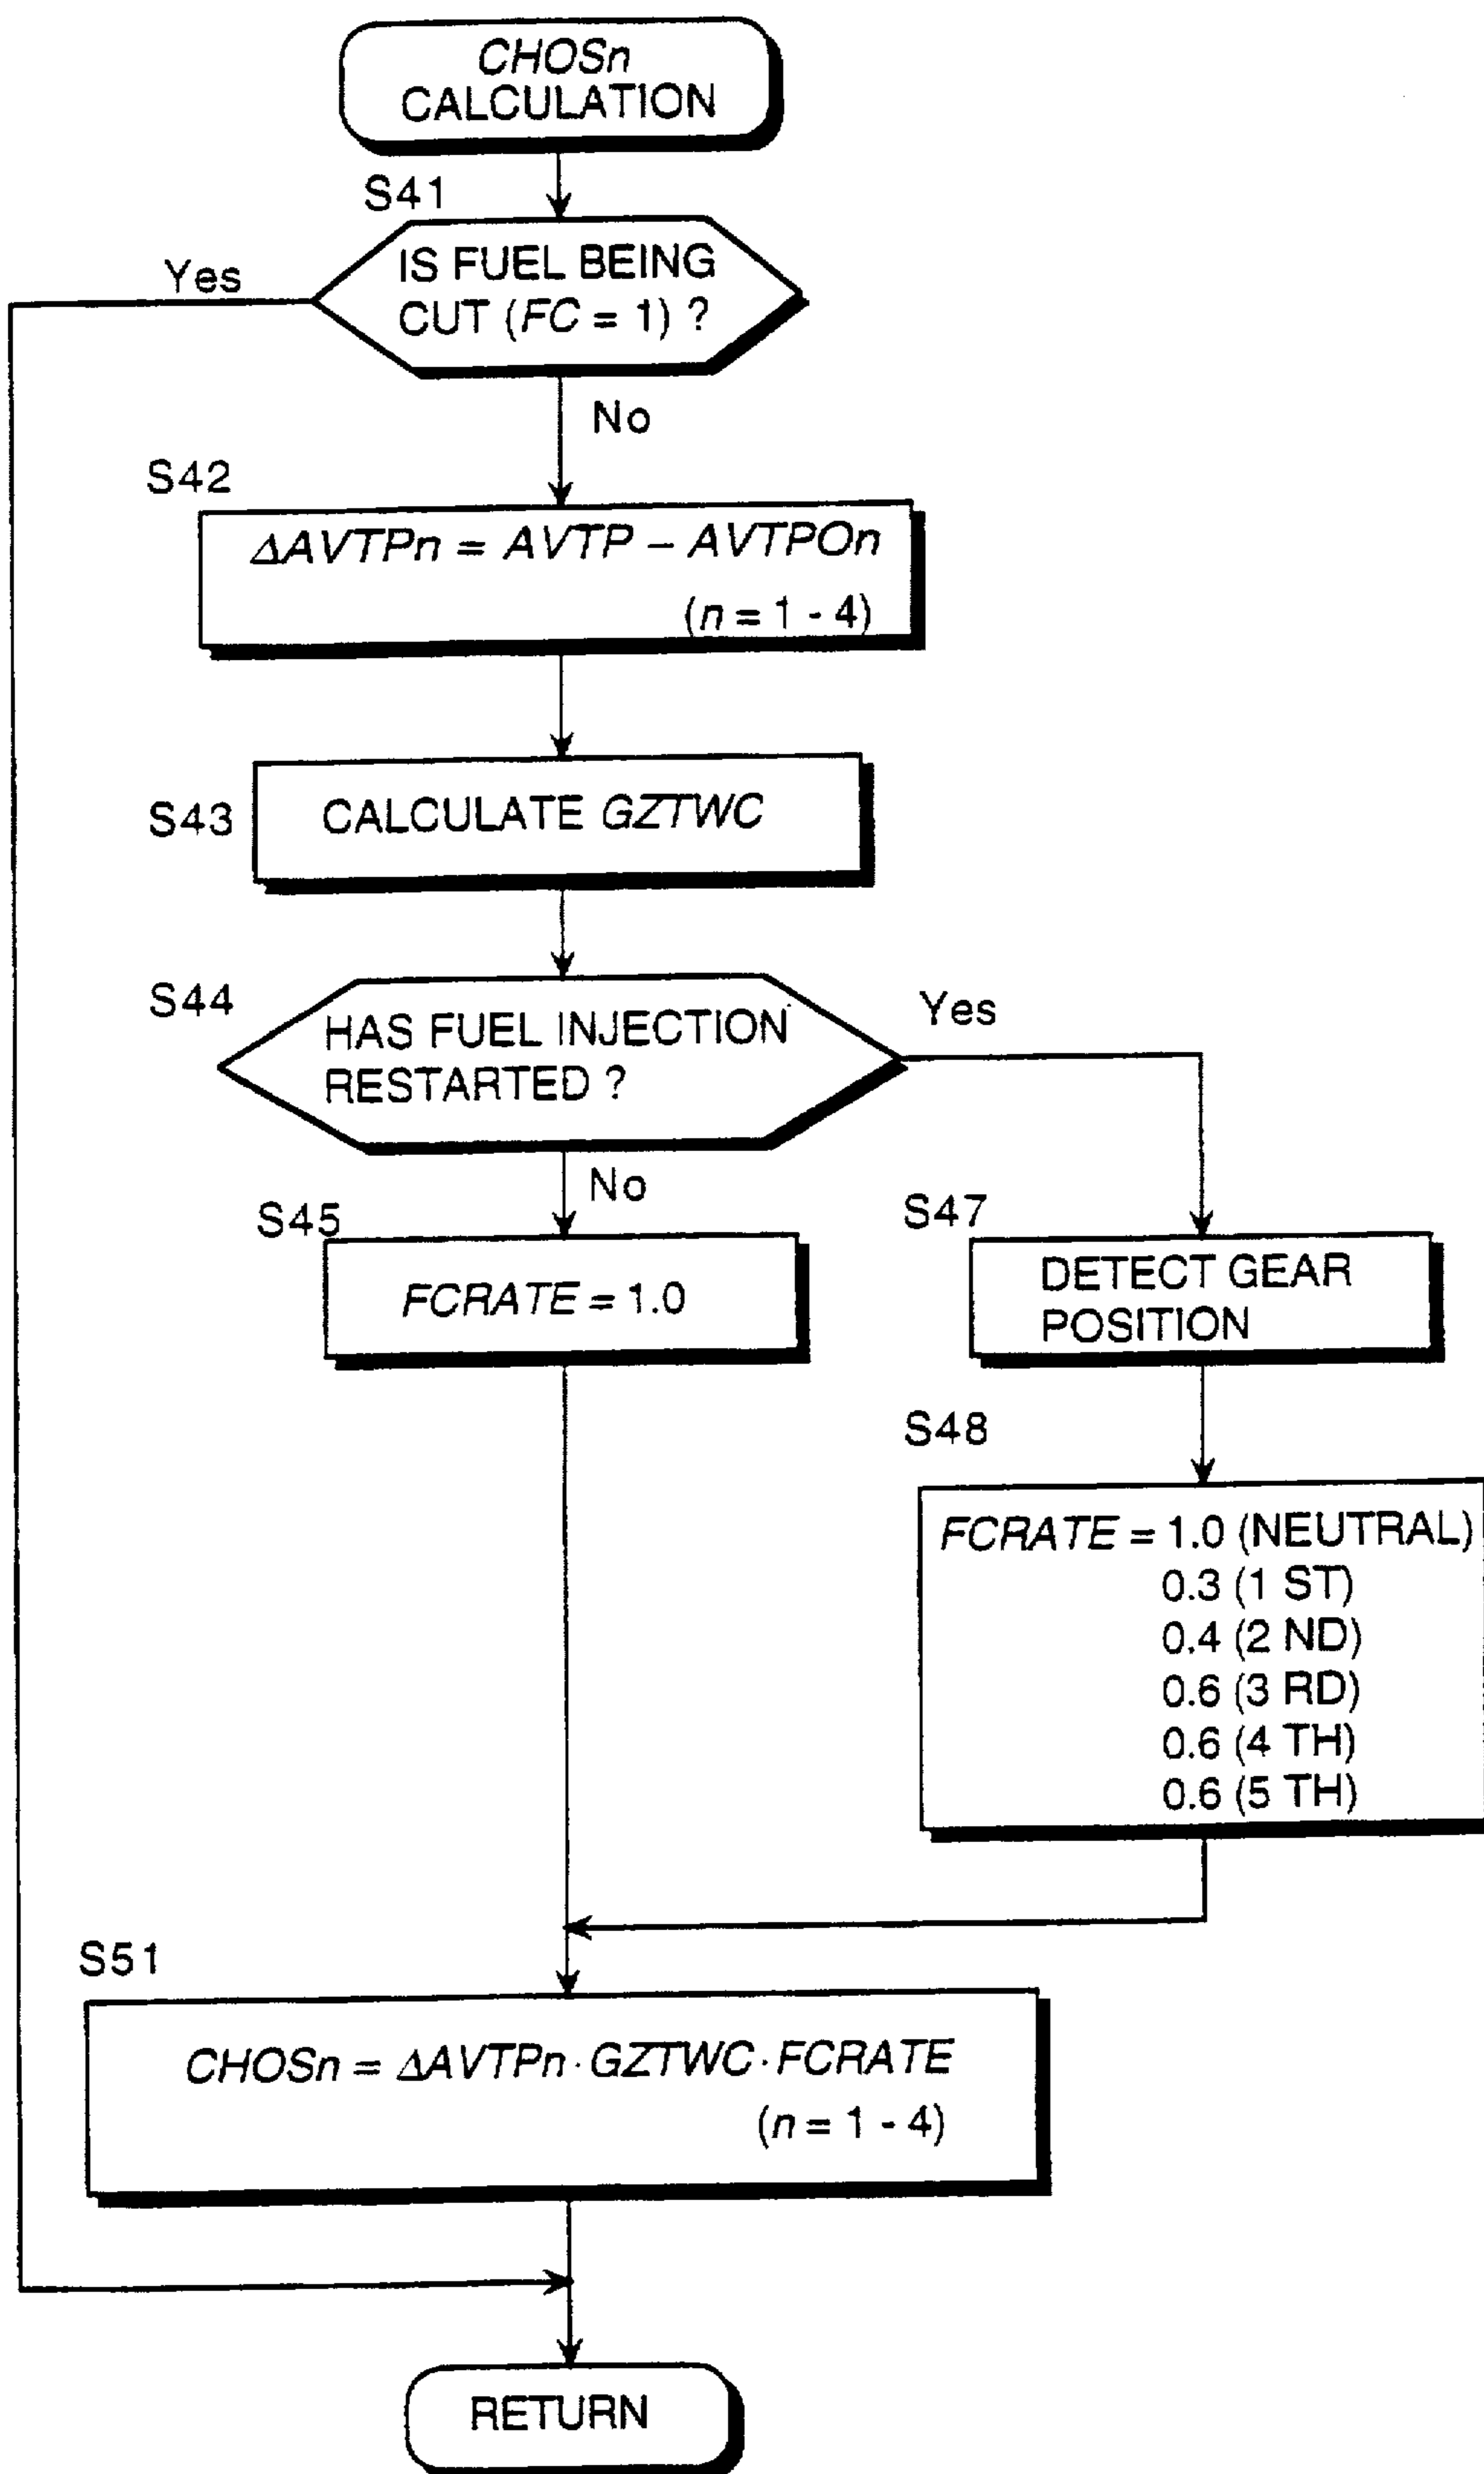 CHOSn
CALCULATION
S41
IS FUEL BEING
CUT (FC = 1) ?
Yes
No
S42
ΔAVTPn = AVTP – AVTPOn
(n = 1 - 4)
S43
CALCULATE GZTWC
S44
HAS FUEL INJECTION
RESTARTED ?
Yes
No
S45
FCRATE = 1.0
S47
DETECT GEAR
POSITION
S48
FCRATE = 1.0 (NEUTRAL)
0.3 (1 ST)
0.4 (2 ND)
0.6 (3 RD)
0.6 (4 TH)
0.6 (5 TH)
S51
CHOSn = ΔAVTPn · GZTWC · FCRATE
(n = 1 - 4)
RETURN